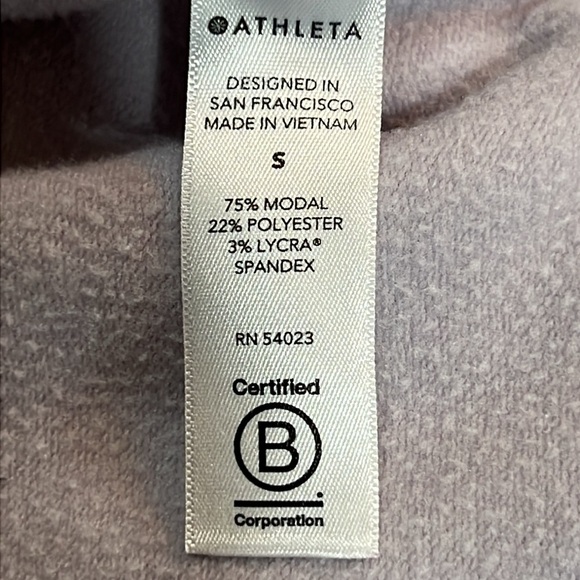 ATHLETA
DESIGNED IN
SAN FRANCISCO
MADE IN VIETNAM
S
75% MODAL
22% POLYESTER
3% LYCRA®
SPANDEX
RN 54023
Certified
B
Corporation